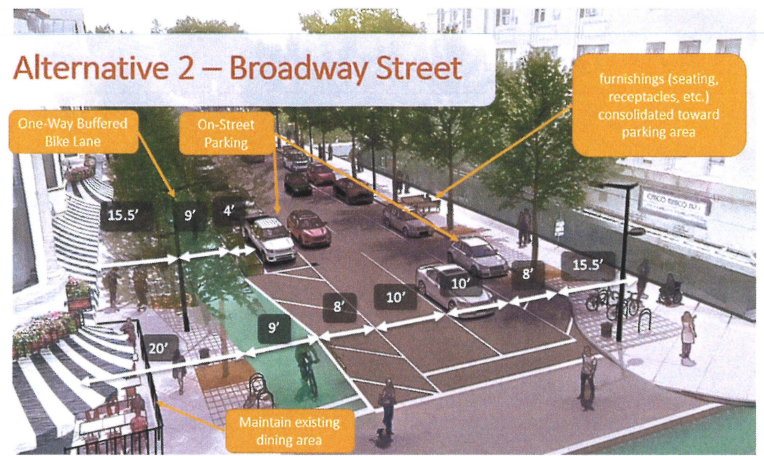 Alternative 2 – Broadway Street
furnishings (seating,
receptacles, etc.)
consolidated toward
parking area
One-Way Buffered
Bike Lane
On-Street
Parking
15.5’
9’
4’
15.5’
8’
10’
10’
8’
9’
20’
Maintain existing
dining area